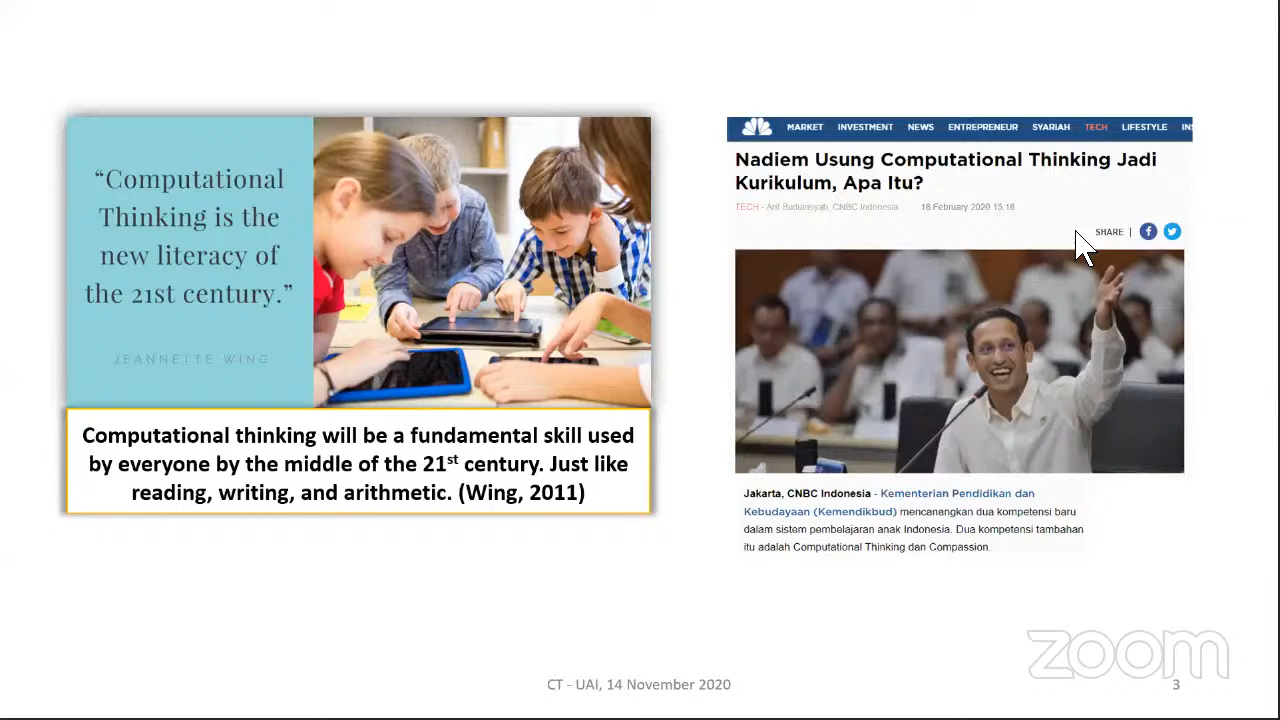 “Computational
Thinking is the
new literacy of
the 21st century.”
JEANNETTE WING
Computational thinking will be a fundamental skill used
by everyone by the middle of the 21st century. Just like
reading, writing, and arithmetic. (Wing, 2011)
MARKET INVESTMENT NEWS ENTREPRENEUR SYARIAH TECH LIFESTYLE IN
Nadiem Usung Computational Thinking Jadi
Kurikulum, Apa Itu?
TECH - Arif Budiansyah, CNBC Indonesia 18 February 2020 15:18
SHARE |
Jakarta, CNBC Indonesia - Kementerian Pendidikan dan
Kebudayaan (Kemendikbud) mencanangkan dua kompetensi baru
dalam sistem pembelajaran anak Indonesia. Dua kompetensi tambahan
itu adalah Computational Thinking dan Compassion.
zoom
CT - UAI, 14 November 2020
3